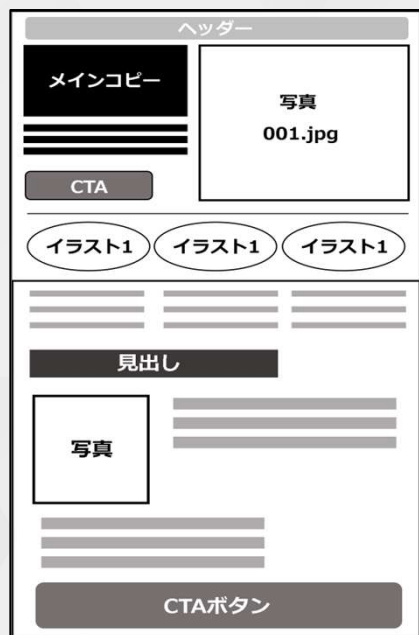 ヘッダー
メインコピー
写真
001.jpg
CTA
イラスト1
イラスト1
イラスト1
見出し
写真
CTAボタン